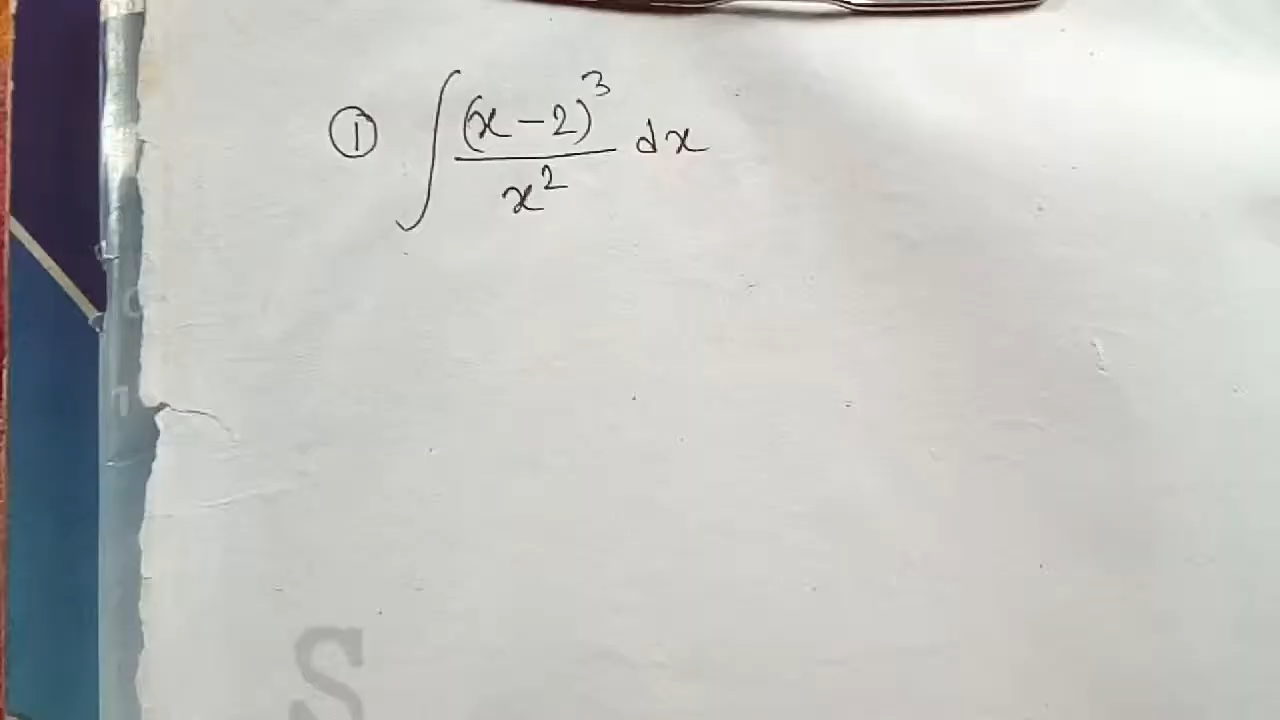 ① ∫ (x-2)³/x² dx
S